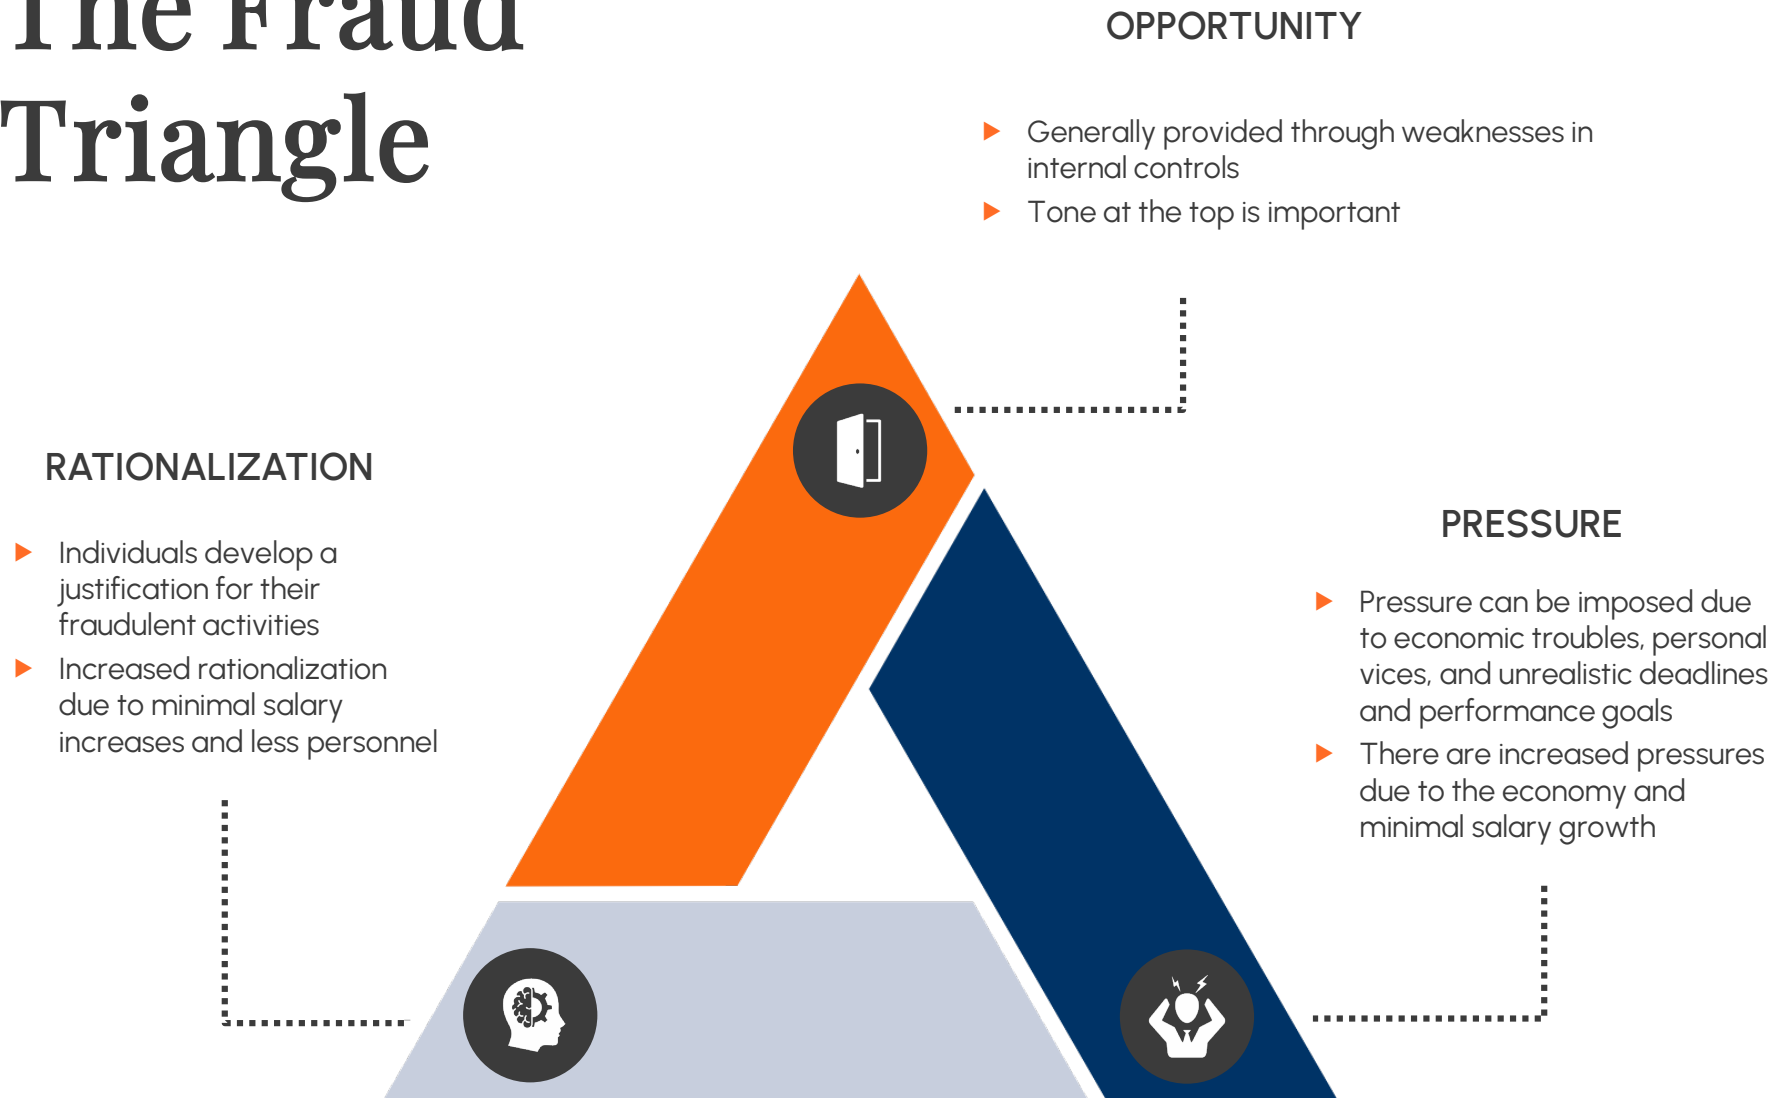 The Fraud
Triangle
OPPORTUNITY
Generally provided through weaknesses in
internal controls
Tone at the top is important
RATIONALIZATION
Individuals develop a
justification for their
fraudulent activities
Increased rationalization
due to minimal salary
increases and less personnel
PRESSURE
Pressure can be imposed due
to economic troubles, personal
vices, and unrealistic deadlines
and performance goals
There are increased pressures
due to the economy and
minimal salary growth